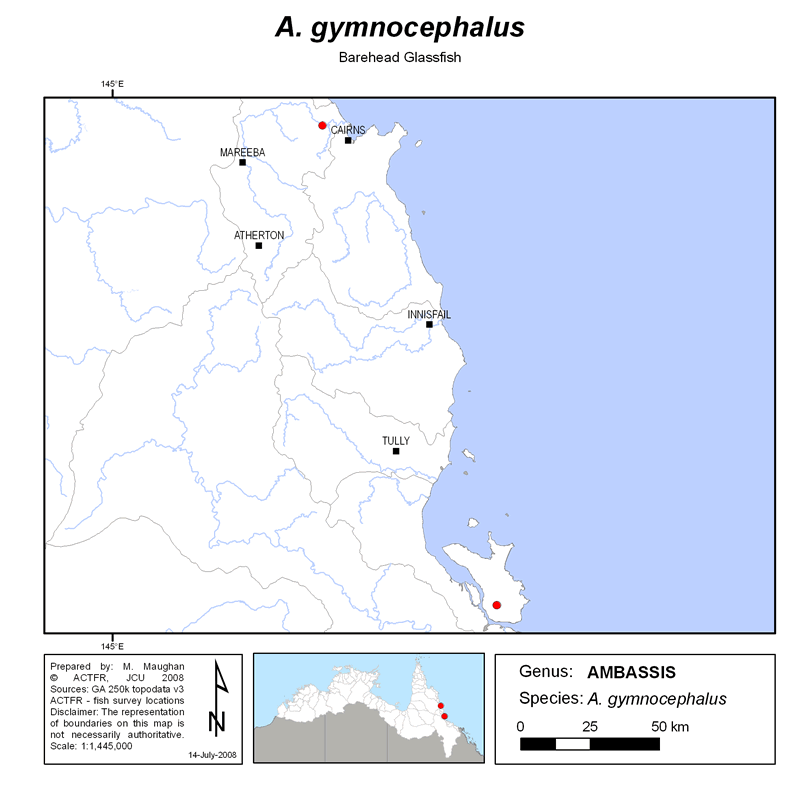 A. gymnocephalus
Barehead Glassfish
145°E
CAIRNS
MAREEBA
ATHERTON
INNISFAIL
TULLY
145°E
Prepared by: M. Maughan
© ACTFR, JCU 2008
Sources: GA 250k topodata v3
ACTFR - fish survey locations
Disclaimer: The representation
of boundaries on this map is
not necessarily authoritative.
Scale: 1:1,445,000
N
14-July-2008
Genus: AMBASSIS
Species: A. gymnocephalus
0 25 50 km